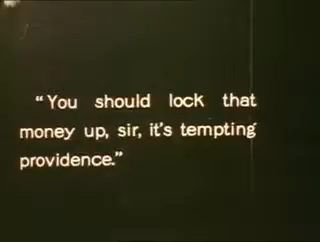 “You should lock that
money up, sir, it's tempting
providence.”